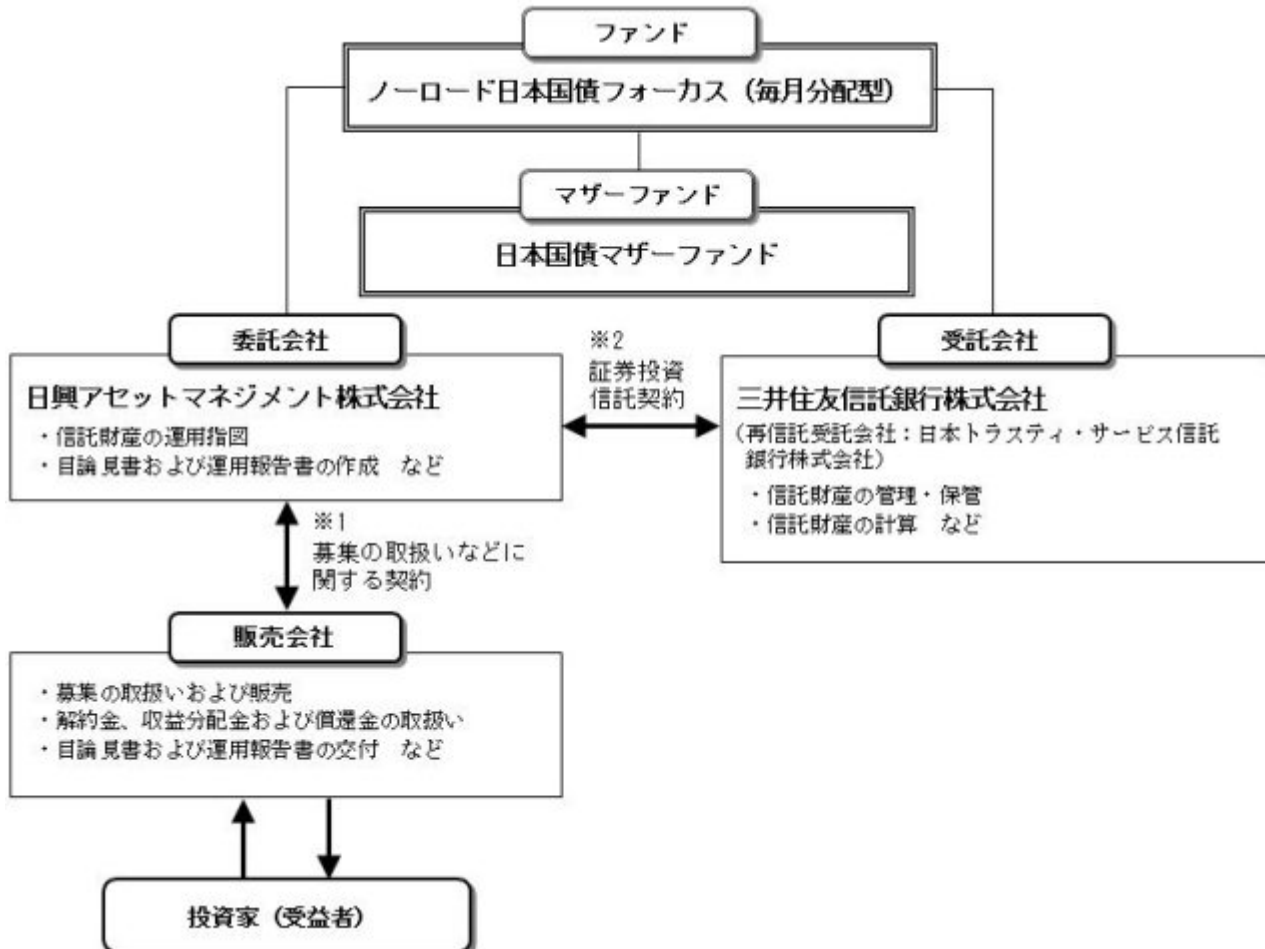 ファンド
ノーロード日本国債フォーカス（毎月分配型）
マザーファンド
日本国債マザーファンド
委託会社
日興アセットマネジメント株式会社
・信託財産の運用指図
・目論見書および運用報告書の作成　など
※2
証券投資
信託契約
受託会社
三井住友信託銀行株式会社
（再信託受託会社：日本トラスティ・サービス信託
銀行株式会社）
・信託財産の管理・保管
・信託財産の計算　など
※1
募集の取扱いなどに
関する契約
販売会社
・募集の取扱いおよび販売
・解約金、収益分配金および償還金の取扱い
・目論見書および運用報告書の交付　など
投資家（受益者）